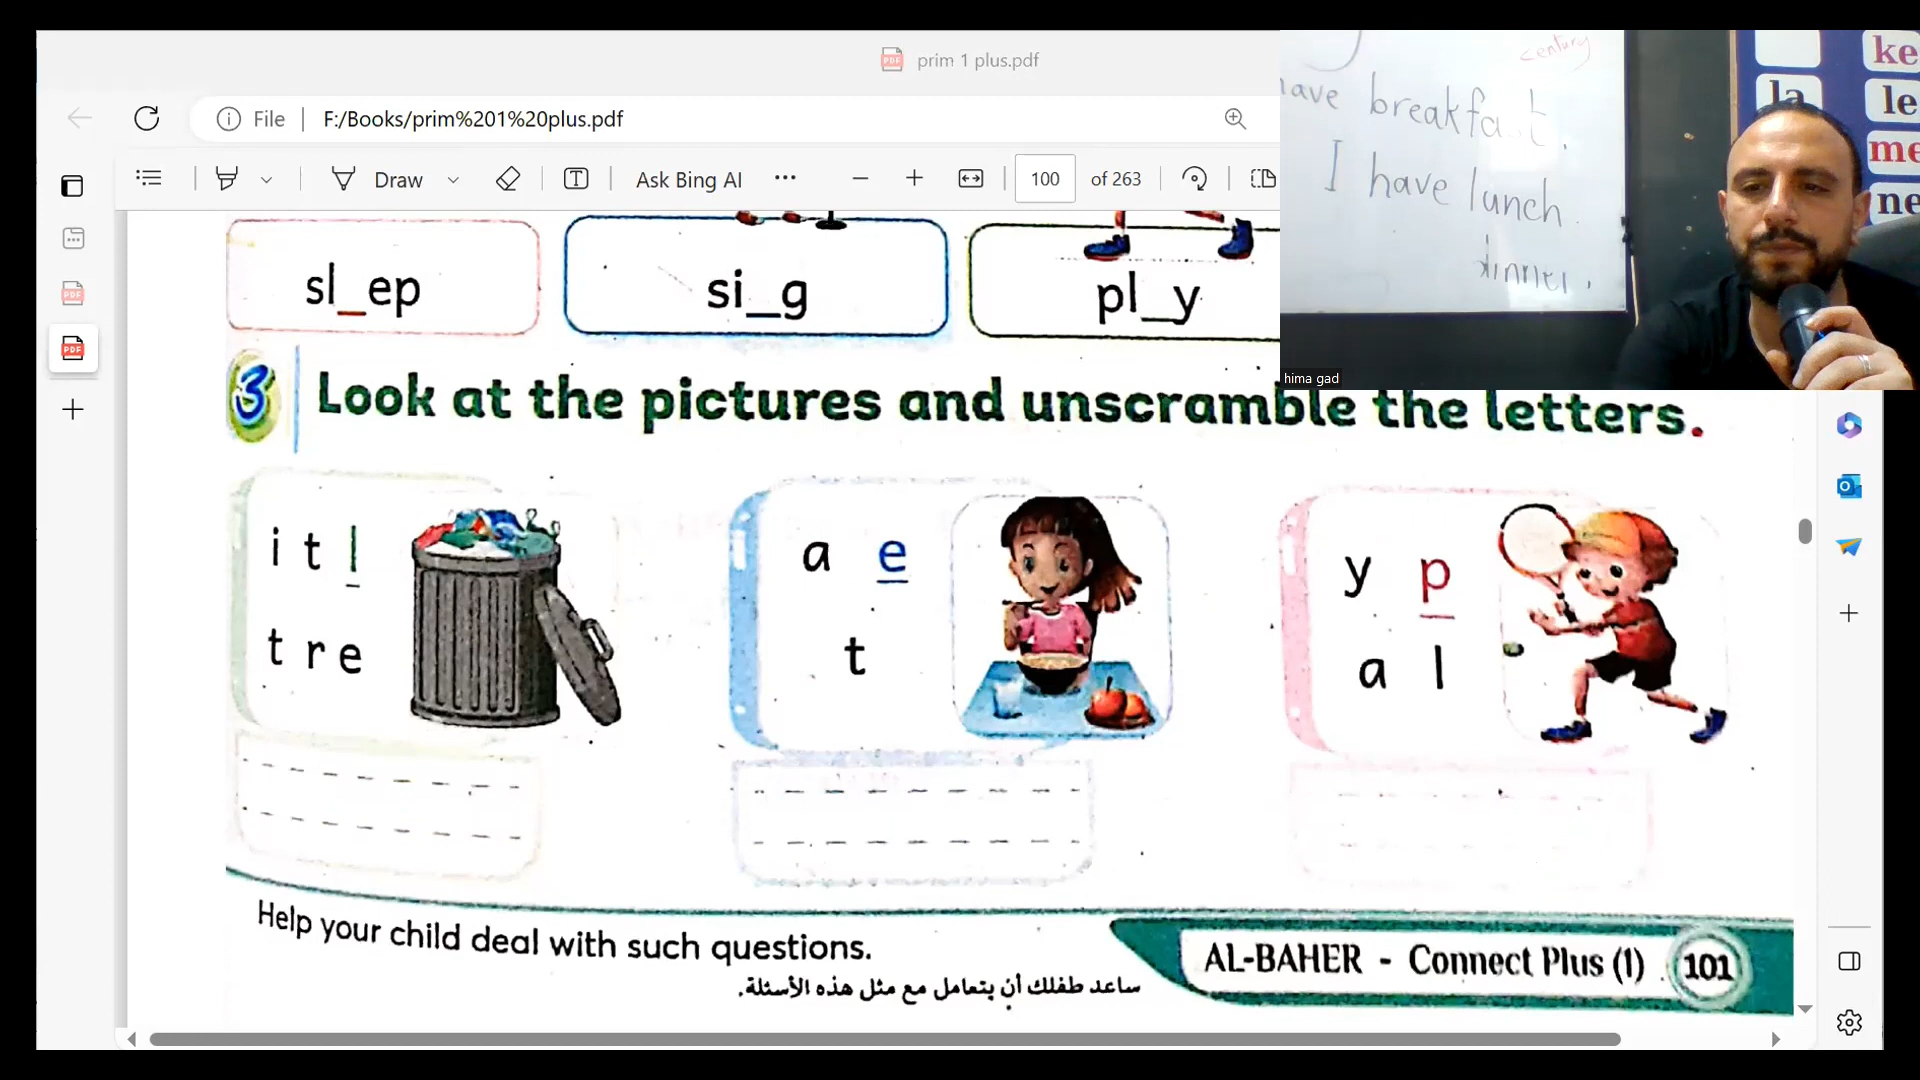 prim 1 plus.pdf
File
F:/Books/prim%201%20plus.pdf
Draw
Ask Bing AI
100
of 263
sl_ep
si_g
pl_y
3
Look at the pictures and unscramble the letters.
i t l
t r e
a e
t
y p
a l
Help your child deal with such questions.
ساعد طفلك أن يتعامل مع مثل هذه الأسئلة.
AL-BAHER - Connect Plus (1)
101
century
have breakfast.
I have lunch.
dinner.
hima gad
ke
la
le
me
ne